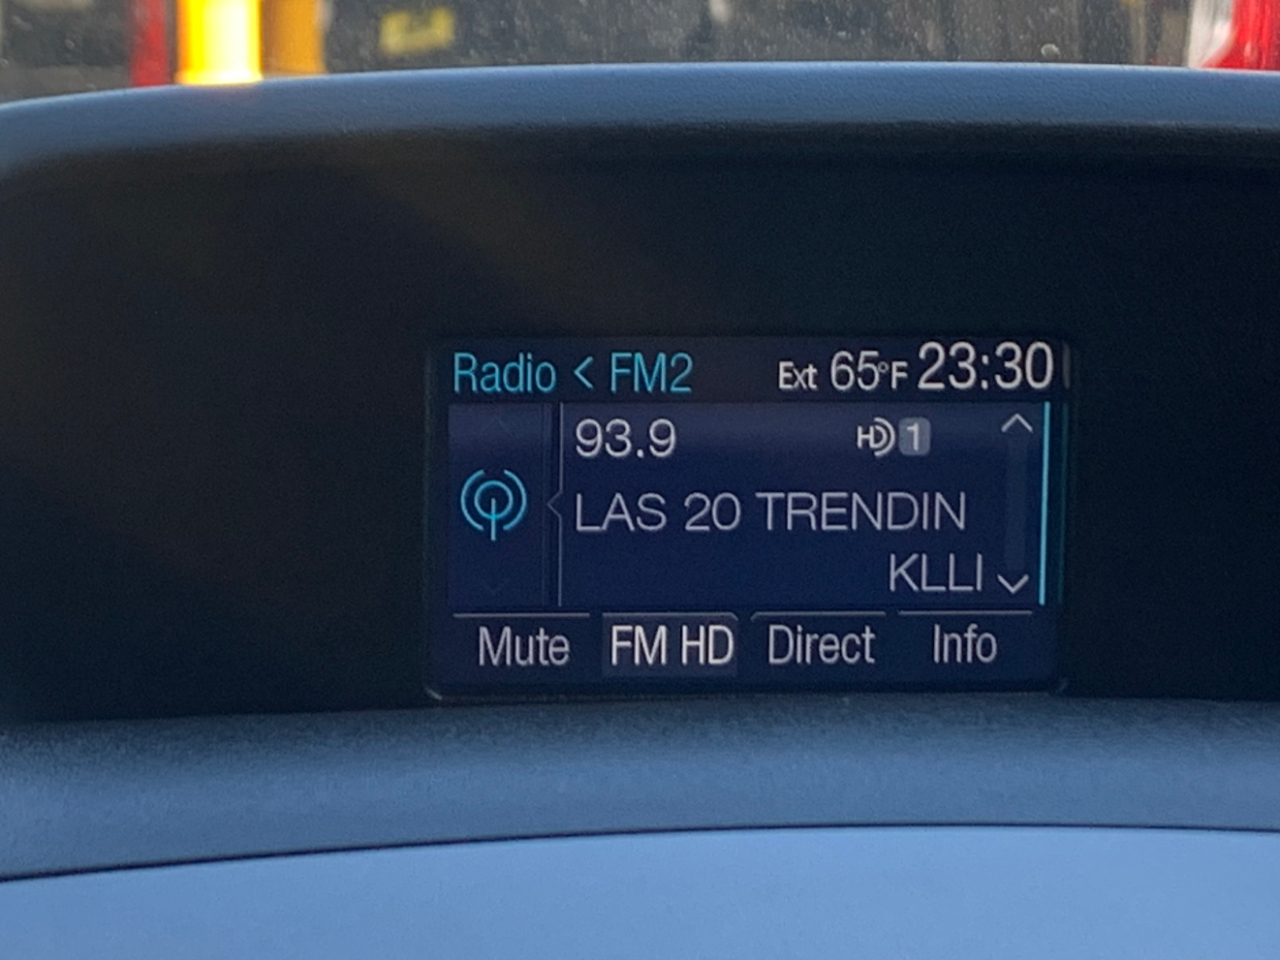 Radio < FM2 Ext 65°F 23:30
93.9 HD 1
LAS 20 TRENDIN
KLLI
Mute FM HD Direct Info